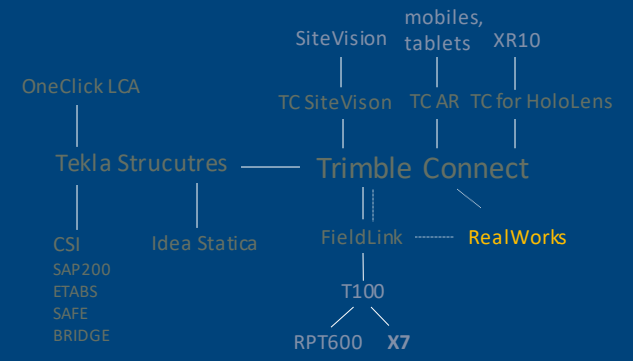 mobiles,
SiteVision tablets XR10
OneClick LCA
TC SiteVison TC AR TC for HoloLens
Tekla Strucutres Trimble Connect
CSI Idea Statica FieldLink RealWorks
SAP200
ETABS
SAFE
BRIDGE
T100
RPT600 X7